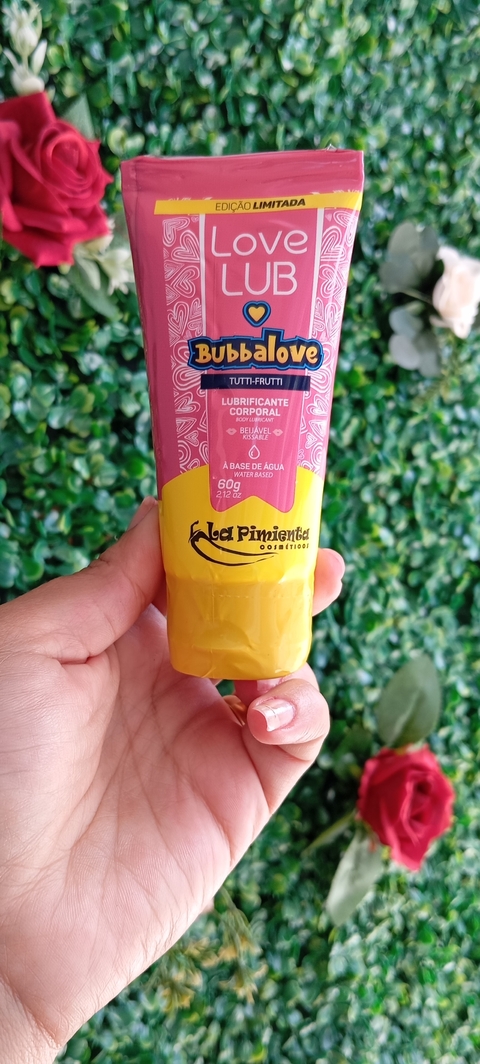 EDIÇÃO LIMITADA
Love
LUB
BUBBALOVE
TUTTI-FRUTTI
LUBRIFICANTE
CORPORAL
BODY LUBRICANT
BEIJÁVEL
KISSABLE
À BASE DE ÁGUA
WATER BASED
60g
2.12 oz
La Pimienta
COSMÉTICOS